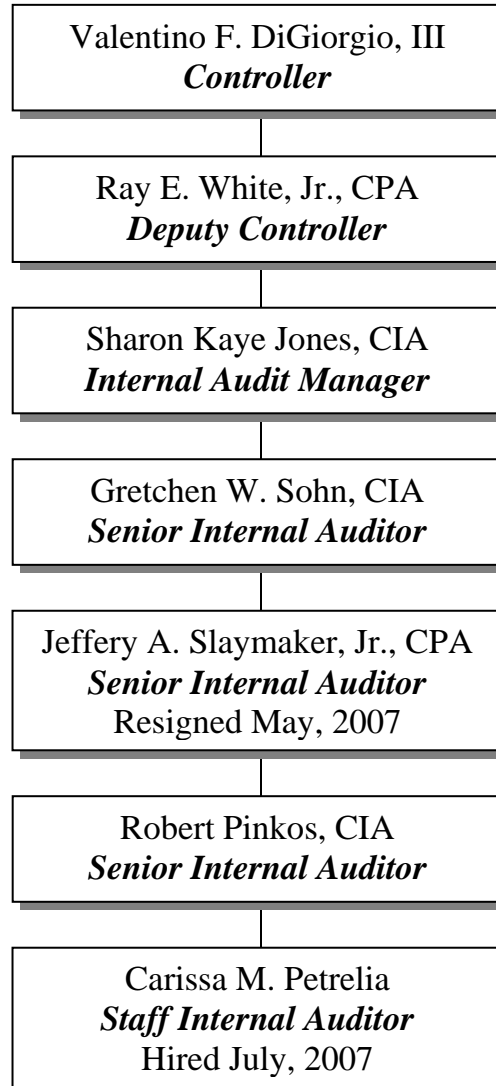 Valentino F. DiGiorgio, III
Controller
Ray E. White, Jr., CPA
Deputy Controller
Sharon Kaye Jones, CIA
Internal Audit Manager
Gretchen W. Sohn, CIA
Senior Internal Auditor
Jeffery A. Slaymaker, Jr., CPA
Senior Internal Auditor
Resigned May, 2007
Robert Pinkos, CIA
Senior Internal Auditor
Carissa M. Petrelia
Staff Internal Auditor
Hired July, 2007